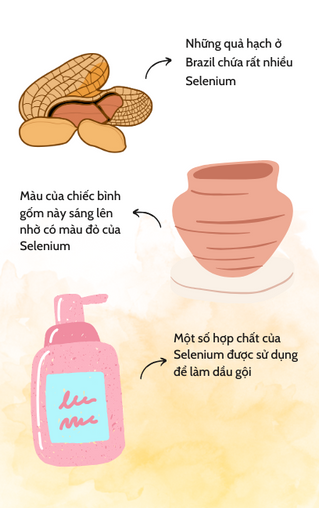 Những quả hạch ở
Brazil chứa rất nhiều
Selenium
Màu của chiếc bình
gốm này sáng lên
nhờ có màu đỏ của
Selenium
Một số hợp chất của
Selenium được sử dụng
để làm dầu gội